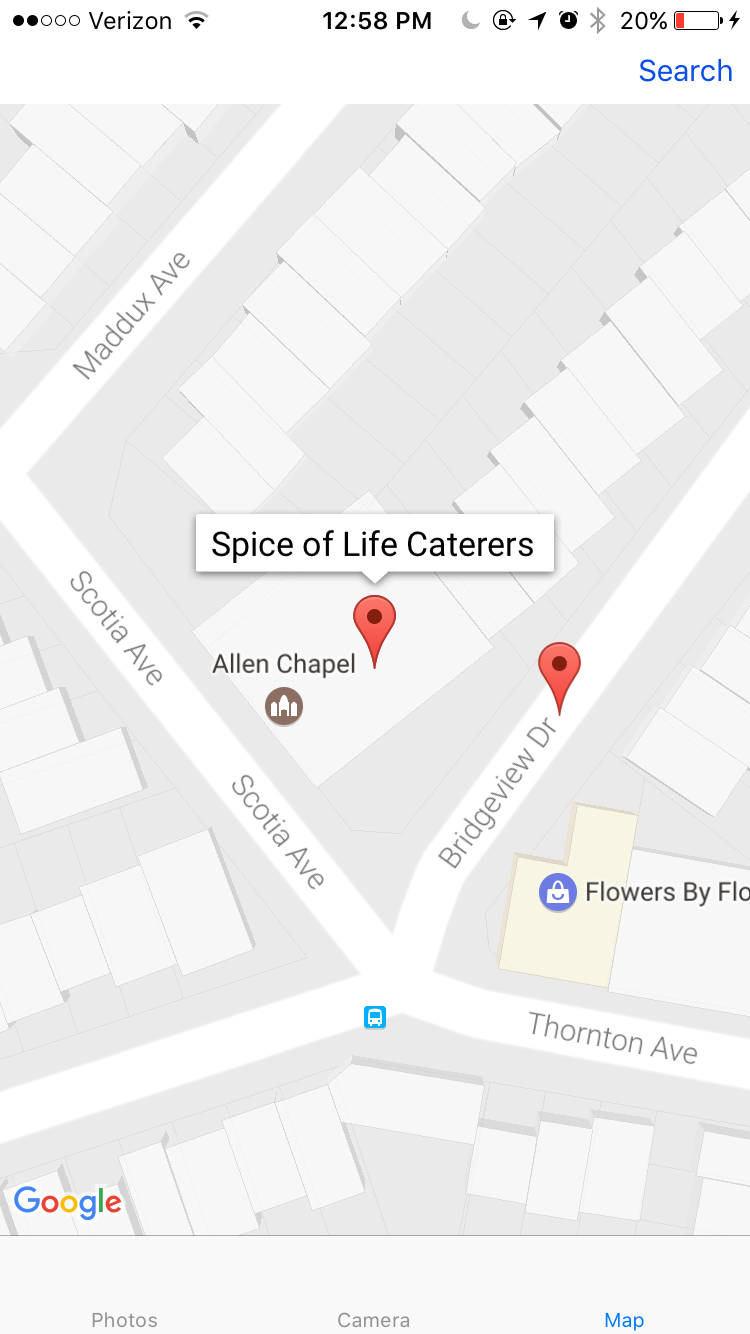 Verizon 12:58 PM 20%
Search
Maddux Ave
Spice of Life Caterers
Scotia Ave
Allen Chapel
Bridgeview Dr
Scotia Ave
Flowers By Flo
Thornton Ave
Google
Photos Camera Map